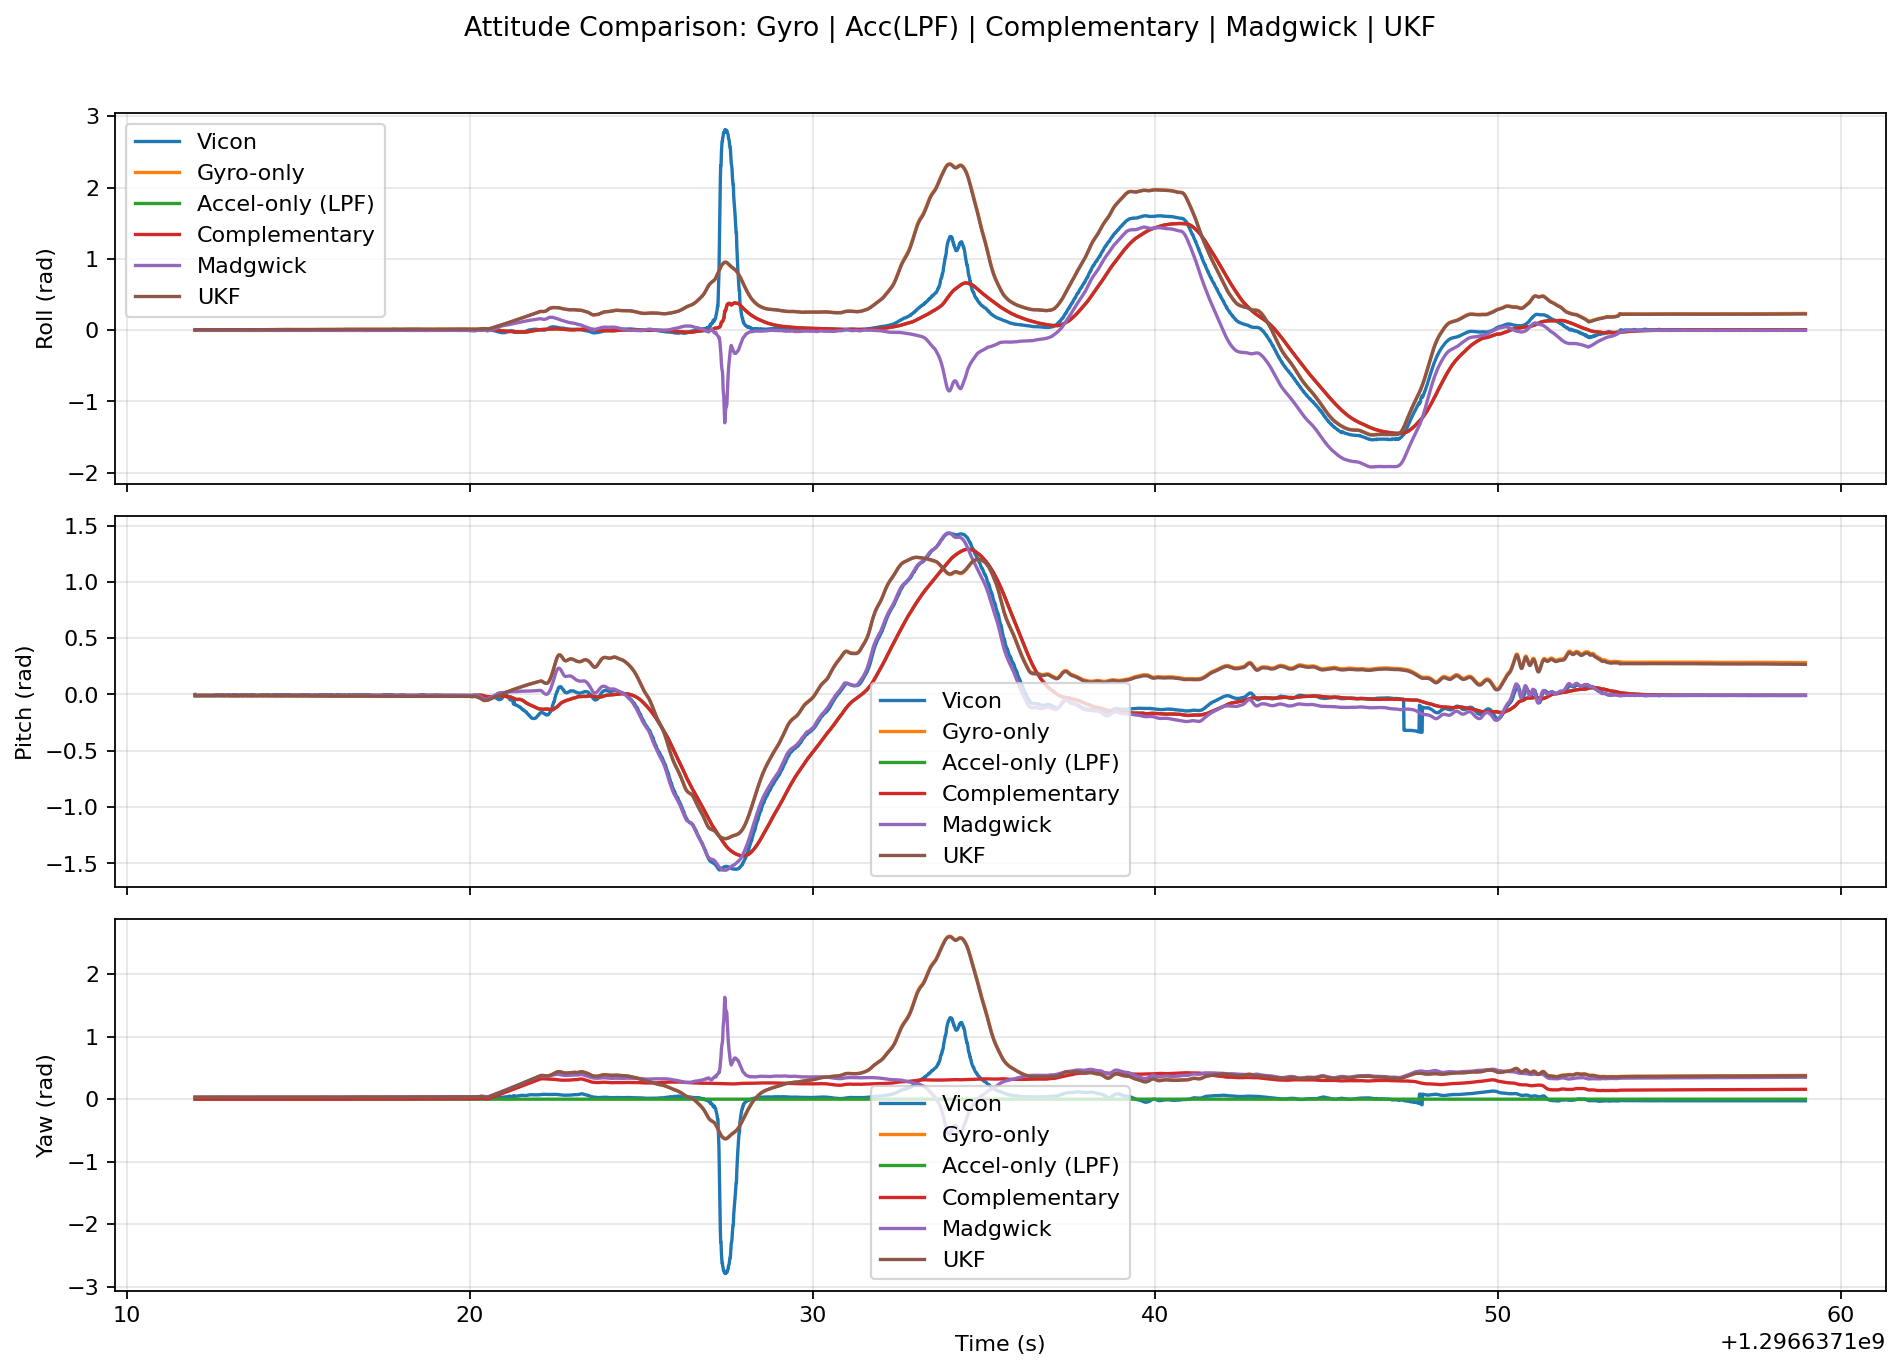 Attitude Comparison: Gyro | Acc(LPF) | Complementary | Madgwick | UKF
3
2
1
0
−1
−2
Roll (rad)
Vicon
Gyro-only
Accel-only (LPF)
Complementary
Madgwick
UKF
1.5
1.0
0.5
0.0
−0.5
−1.0
−1.5
Pitch (rad)
Vicon
Gyro-only
Accel-only (LPF)
Complementary
Madgwick
UKF
2
1
0
−1
−2
−3
Yaw (rad)
Vicon
Gyro-only
Accel-only (LPF)
Complementary
Madgwick
UKF
10 20 30 40 50 60
Time (s)
+1.2966371e9